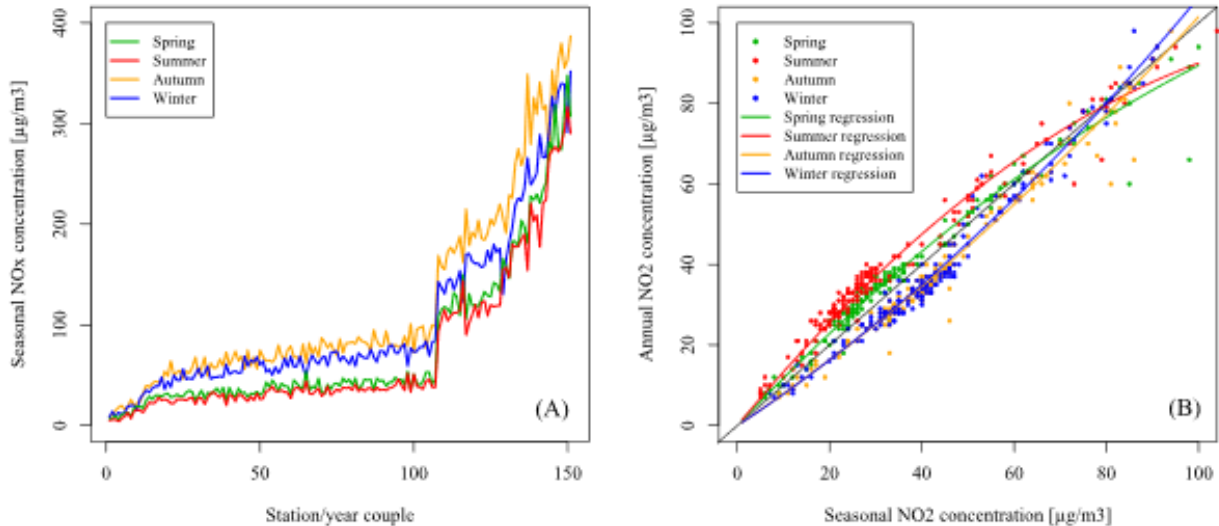 Seasonal NOx concentration [µg/m3]
400
300
200
100
0
Spring
Summer
Autumn
Winter
(A)
0
50
100
150
Station/year couple
Annual NO2 concentration [µg/m3]
100
80
60
40
20
0
Spring
Summer
Autumn
Winter
Spring regression
Summer regression
Autumn regression
Winter regression
(B)
0
20
40
60
80
100
Seasonal NO2 concentration [µg/m3]